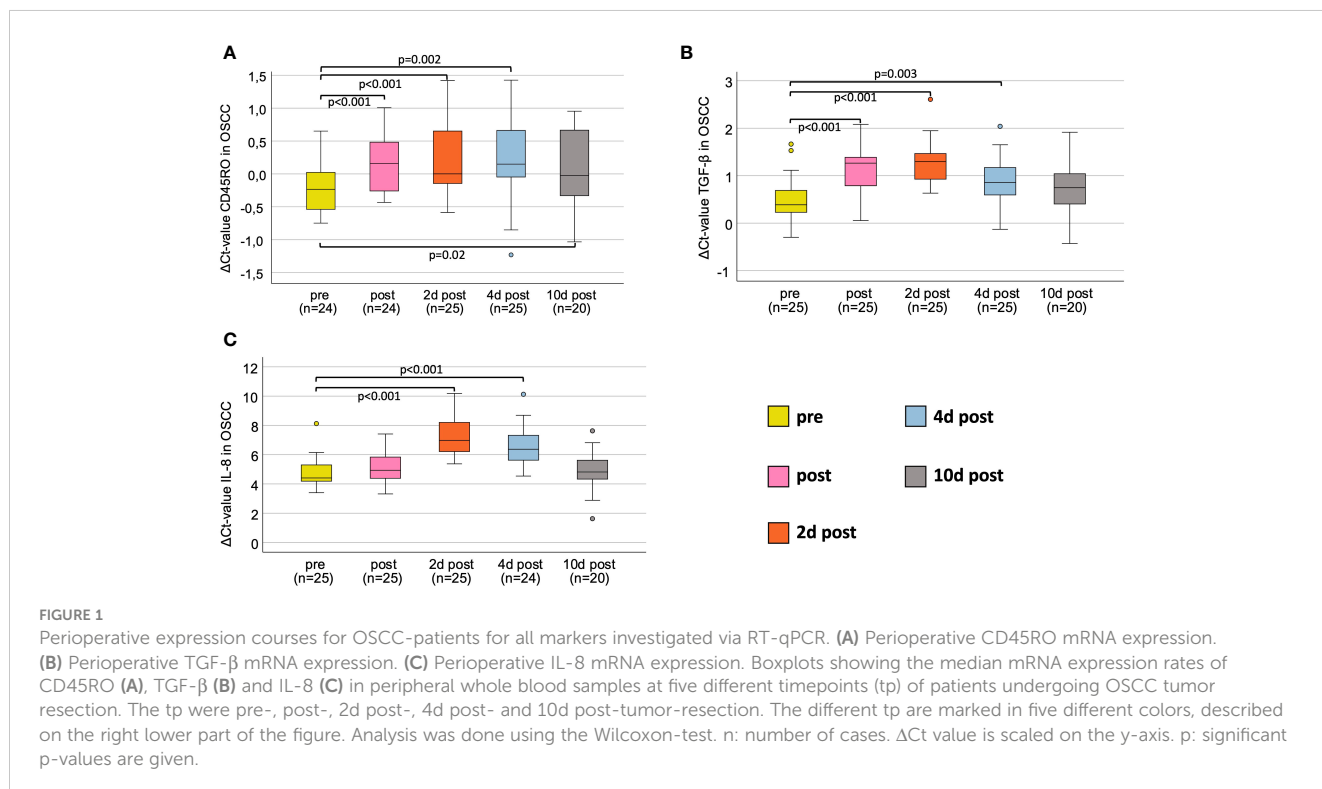 A
p=0.002
p<0.001
p<0.001
1,5
1,0
0,5
0,0
-0,5
-1,0
-1,5
ΔCt-value CD45RO in OSCC
p=0.02
pre post 2d post 4d post 10d post
(n=24) (n=24) (n=25) (n=25) (n=20)
B
p=0.003
p<0.001
p<0.001
3
2
1
0
-1
ΔCt-value TGF-β in OSCC
pre post 2d post 4d post 10d post
(n=25) (n=25) (n=25) (n=25) (n=20)
C
p<0.001
p<0.001
12
10
8
6
4
2
0
ΔCt-value IL-8 in OSCC
pre post 2d post 4d post 10d post
(n=25) (n=25) (n=25) (n=24) (n=20)
pre 4d post
post 10d post
2d post
FIGURE 1
Perioperative expression courses for OSCC-patients for all markers investigated via RT-qPCR. (A) Perioperative CD45RO mRNA expression.
(B) Perioperative TGF-β mRNA expression. (C) Perioperative IL-8 mRNA expression. Boxplots showing the median mRNA expression rates of
CD45RO (A), TGF-β (B) and IL-8 (C) in peripheral whole blood samples at five different timepoints (tp) of patients undergoing OSCC tumor
resection. The tp were pre-, post-, 2d post-, 4d post- and 10d post-tumor-resection. The different tp are marked in five different colors, described
on the right lower part of the figure. Analysis was done using the Wilcoxon-test. n: number of cases. ΔCt value is scaled on the y-axis. p: significant
p-values are given.